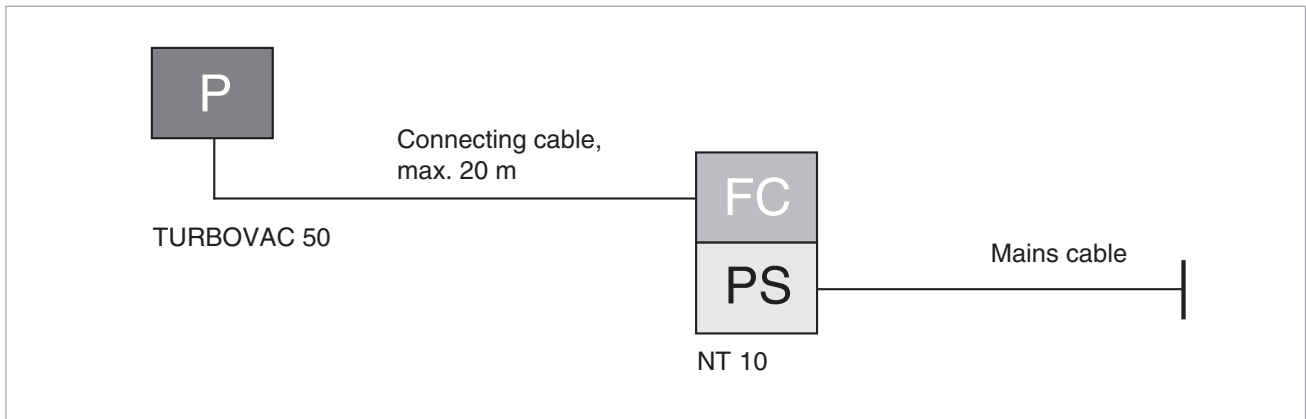 P
Connecting cable,
max. 20 m
FC
TURBOVAC 50
Mains cable
PS
NT 10